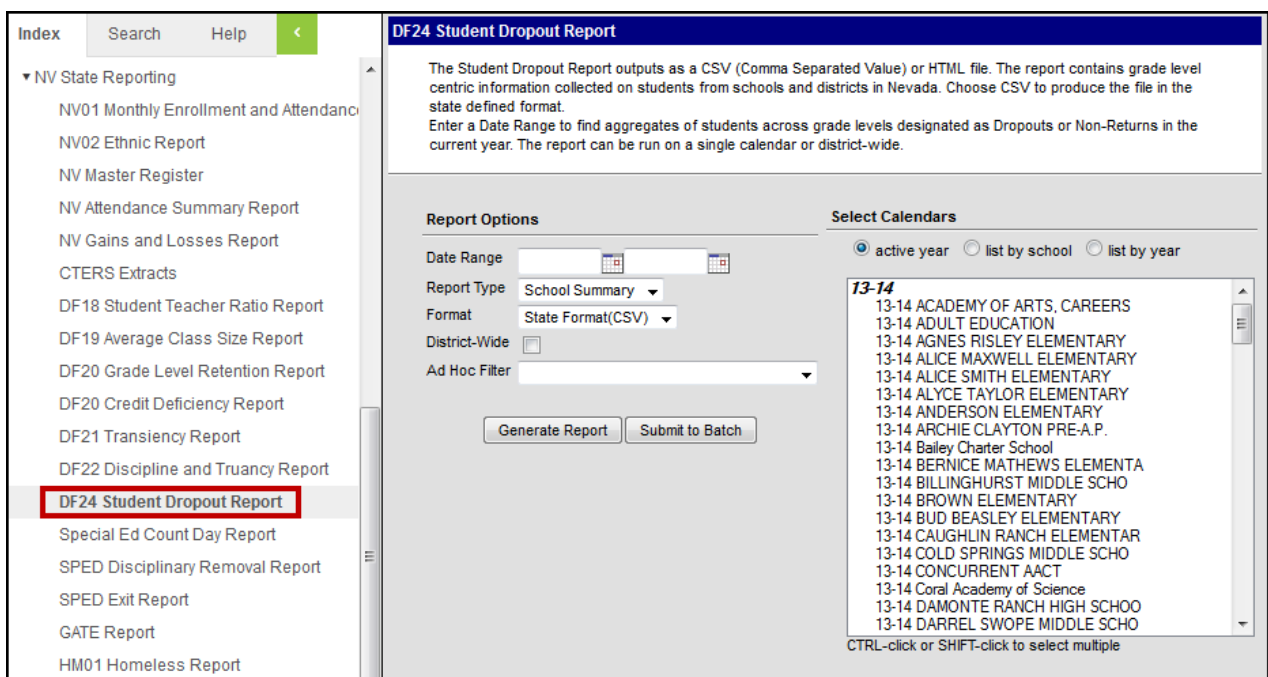 Index Search Help <
NV State Reporting
NV01 Monthly Enrollment and Attendanc
NV02 Ethnic Report
NV Master Register
NV Attendance Summary Report
NV Gains and Losses Report
CTERS Extracts
DF18 Student Teacher Ratio Report
DF19 Average Class Size Report
DF20 Grade Level Retention Report
DF20 Credit Deficiency Report
DF21 Transiency Report
DF22 Discipline and Truancy Report
DF24 Student Dropout Report
Special Ed Count Day Report
SPED Disciplinary Removal Report
SPED Exit Report
GATE Report
HM01 Homeless Report
DF24 Student Dropout Report
The Student Dropout Report outputs as a CSV (Comma Separated Value) or HTML file. The report contains grade level
centric information collected on students from schools and districts in Nevada. Choose CSV to produce the file in the
state defined format.
Enter a Date Range to find aggregates of students across grade levels designated as Dropouts or Non-Returns in the
current year. The report can be run on a single calendar or district-wide.
Report Options
Date Range
Report Type School Summary
Format State Format(CSV)
District-Wide
Ad Hoc Filter
Generate Report Submit to Batch
Select Calendars
active year list by school list by year
13-14
13-14 ACADEMY OF ARTS, CAREERS
13-14 ADULT EDUCATION
13-14 AGNES RISLEY ELEMENTARY
13-14 ALICE MAXWELL ELEMENTARY
13-14 ALICE SMITH ELEMENTARY
13-14 ALYCE TAYLOR ELEMENTARY
13-14 ANDERSON ELEMENTARY
13-14 ARCHIE CLAYTON PRE-A.P.
13-14 Bailey Charter School
13-14 BERNICE MATHEWS ELEMENTA
13-14 BILLINGHURST MIDDLE SCHO
13-14 BROWN ELEMENTARY
13-14 BUD BEASLEY ELEMENTARY
13-14 CAUGHLIN RANCH ELEMENTAR
13-14 COLD SPRINGS MIDDLE SCHO
13-14 CONCURRENT AACT
13-14 Coral Academy of Science
13-14 DAMONTE RANCH HIGH SCHOO
13-14 DARREL SWOPE MIDDLE SCHO
CTRL-click or SHIFT-click to select multiple